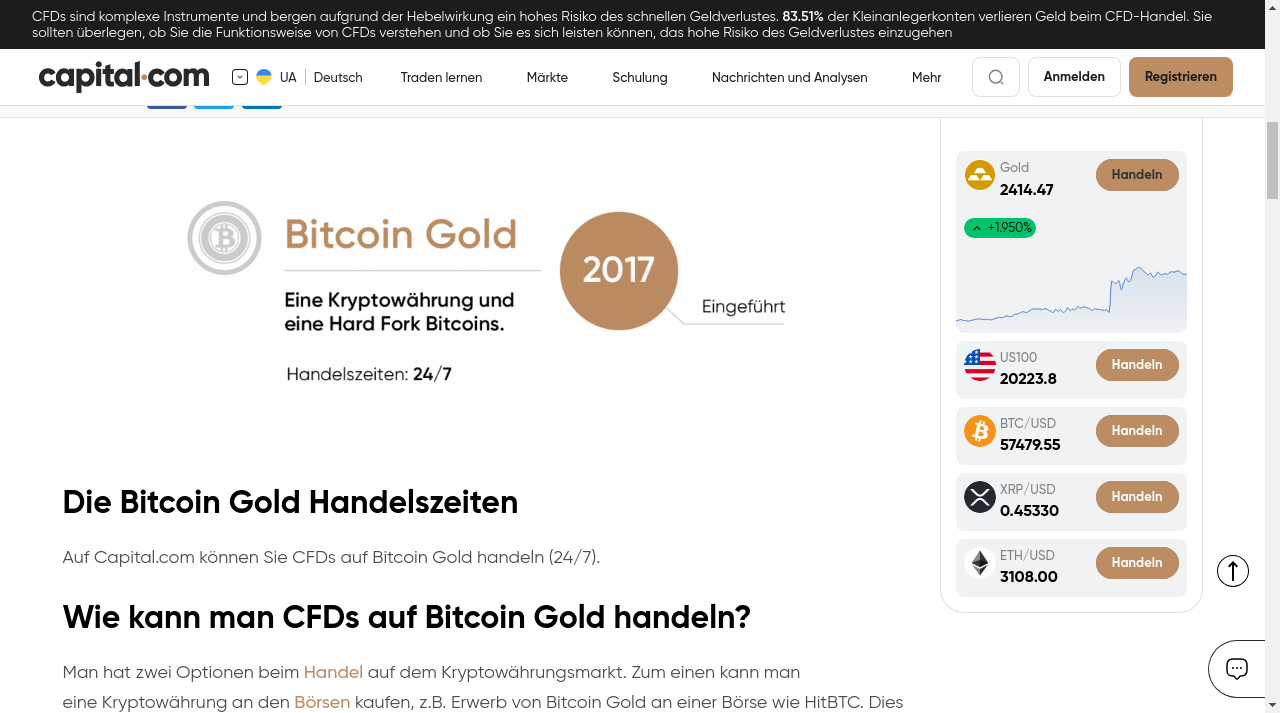 CFDs sind komplexe Instrumente und bergen aufgrund der Hebelwirkung ein hohes Risiko des schnellen Geldverlustes. 83.51% der Kleinanlegerkonten verlieren Geld beim CFD-Handel. Sie
sollten überlegen, ob Sie die Funktionsweise von CFDs verstehen und ob Sie es sich leisten können, das hohe Risiko des Geldverlustes einzugehen
capital.com
UA
Deutsch
Traden lernen
Märkte
Schulung
Nachrichten und Analysen
Mehr
Anmelden
Registrieren
Bitcoin Gold
Eine Kryptowährung und
eine Hard Fork Bitcoins.
Handelszeiten: 24/7
2017
Eingeführt
Die Bitcoin Gold Handelszeiten
Auf Capital.com können Sie CFDs auf Bitcoin Gold handeln (24/7).
Wie kann man CFDs auf Bitcoin Gold handeln?
Man hat zwei Optionen beim Handel auf dem Kryptowährungsmarkt. Zum einen kann man
eine Kryptowährung an den Börsen kaufen, z.B. Erwerb von Bitcoin Gold an einer Börse wie HitBTC. Dies
Gold
2414.47
Handeln
+1.950%
US100
20223.8
Handeln
BTC/USD
57479.55
Handeln
XRP/USD
0.45330
Handeln
ETH/USD
3108.00
Handeln